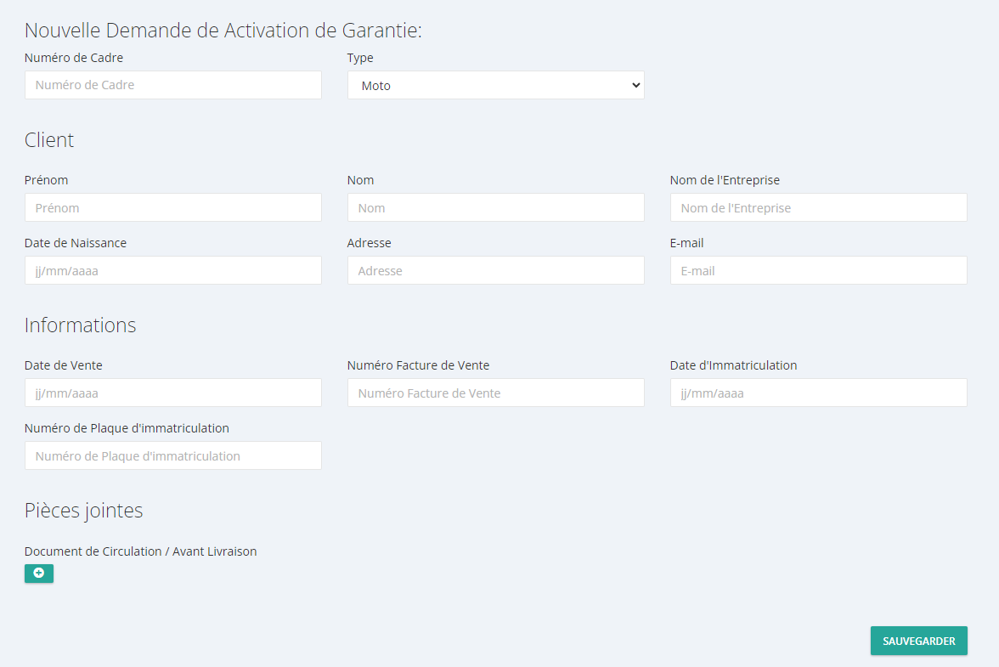 Nouvelle Demande de Activation de Garantie:
Numéro de Cadre Type
Numéro de Cadre Moto
Client
Prénom Nom Nom de l'Entreprise
Prénom Nom Nom de l'Entreprise
Date de Naissance Adresse E-mail
jj/mm/aaaa Adresse E-mail
Informations
Date de Vente Numéro Facture de Vente Date d'Immatriculation
jj/mm/aaaa Numéro Facture de Vente jj/mm/aaaa
Numéro de Plaque d'immatriculation
Numéro de Plaque d'immatriculation
Pièces jointes
Document de Circulation / Avant Livraison
SAUVEGARDER